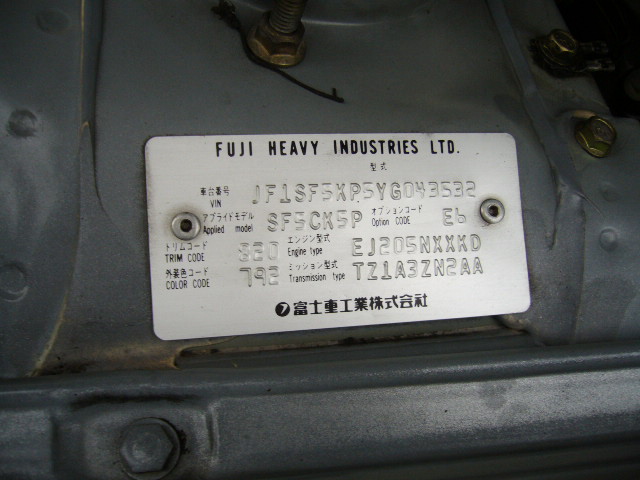 FUJI HEAVY INDUSTRIES LTD.
型式
車台番号 VIN JF1SF5XP5YG043532
アプライドモデル Applied model SF5CK5P オプションコード Option CODE E6
トリムコード TRIM CODE S20 エンジン型式 Engine type EJ205NXXKD
外装色コード COLOR CODE 792 ミッション型式 Transmission type TZ1A3ZN2AA
富士重工業株式会社